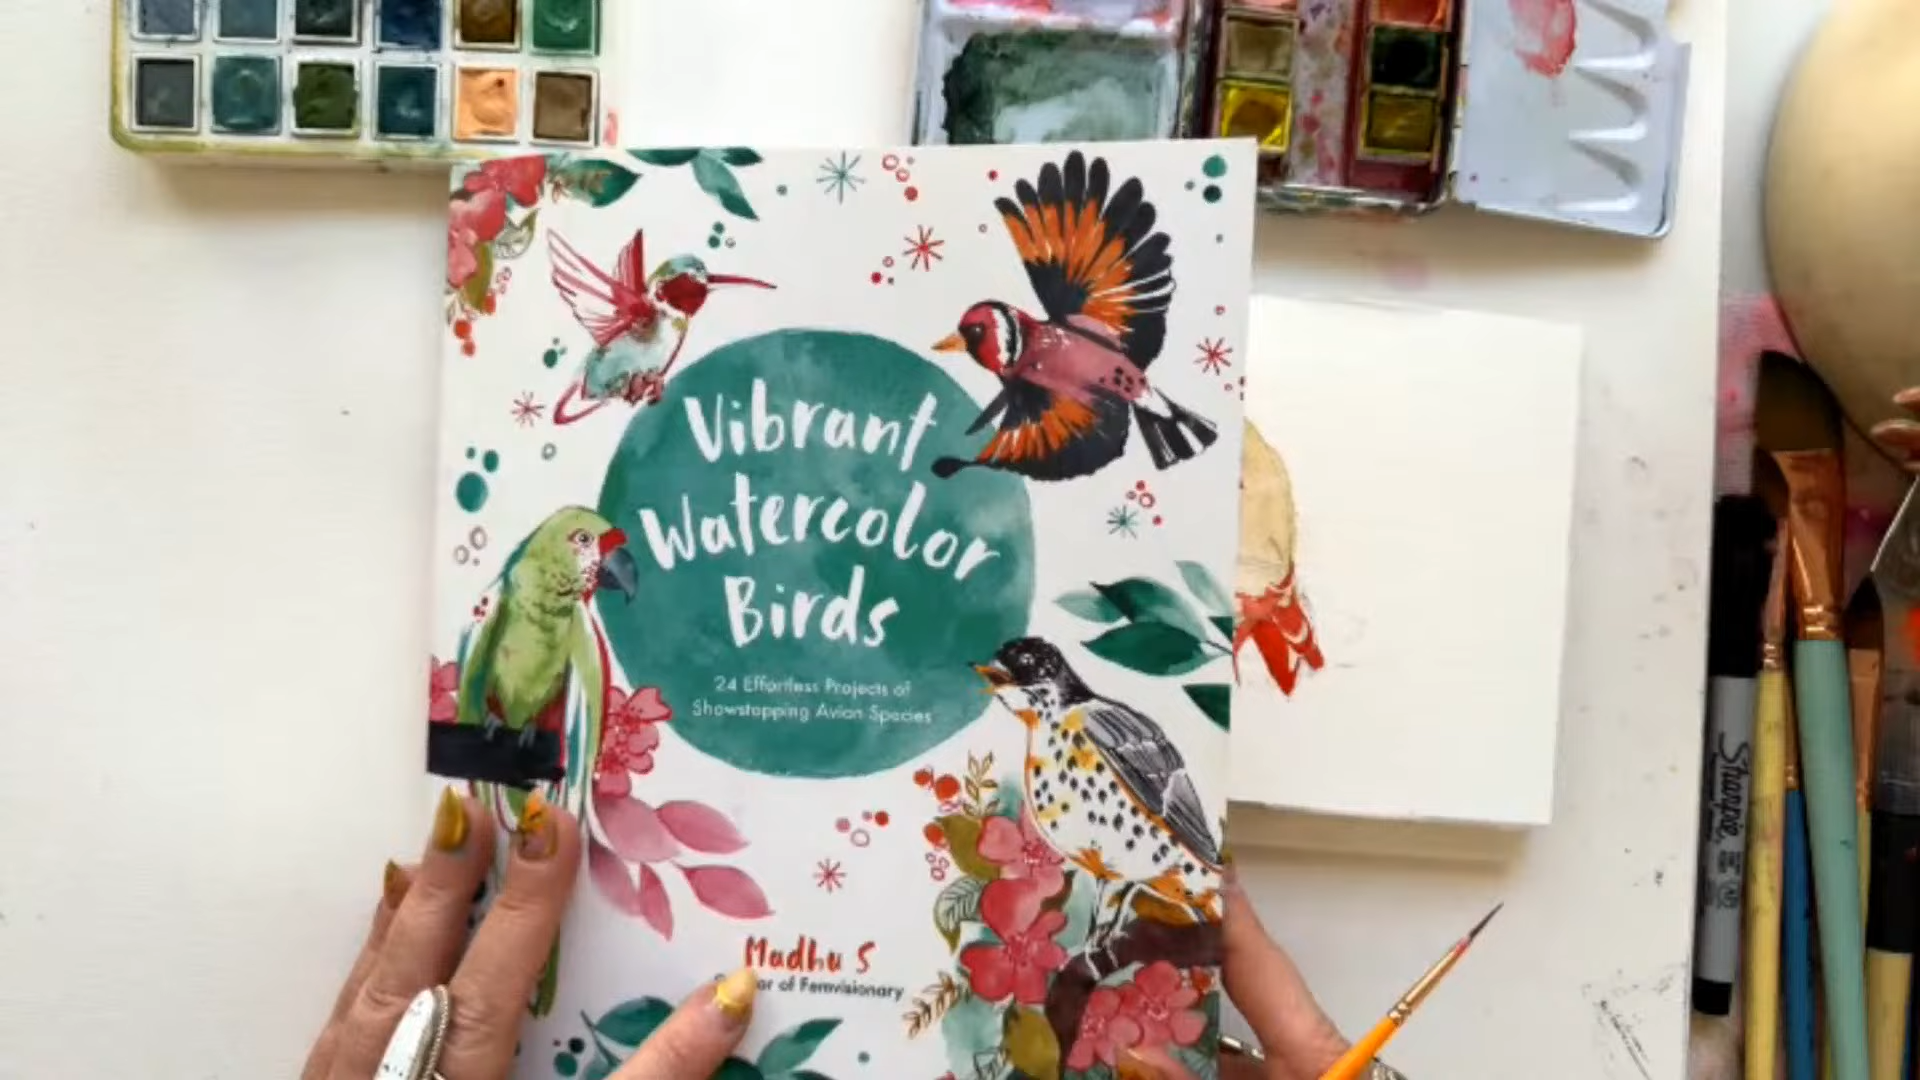 Vibrant
Watercolor
Birds
24 Effortless Projects of
Showstopping Avian Species
Madhu S
of Femvisionary
Sharpie